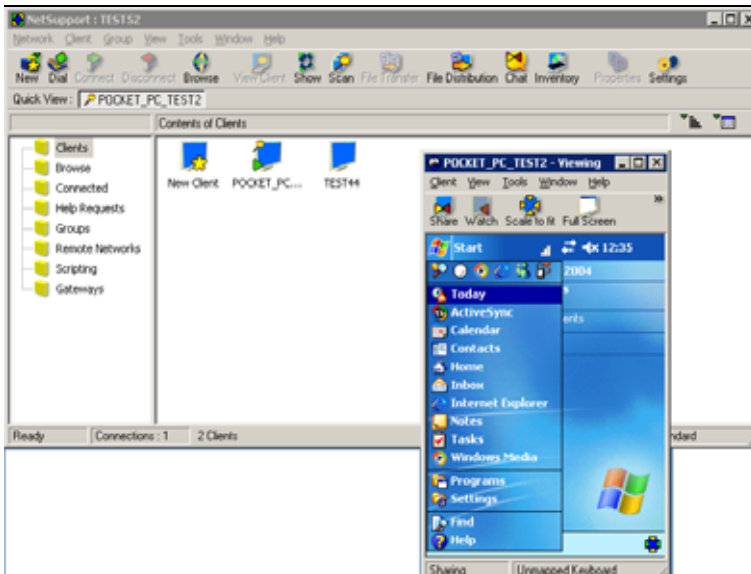 NetSupport : TEST52
Network Client Group View Tools Window Help
New Dial Connect Disconnect Browse View Client Show Scan File Transfer File Distribution Chat Inventory Properties Settings
Quick View : POCKET_PC_TEST2
Contents of Clients
Clients
Browse
Connected
Help Requests
Groups
Remote Networks
Scripting
Gateways
New Client POCKET_PC... TEST44
Ready Connections : 1 2 Clients
ndard
POCKET_PC_TEST2 - Viewing
Client View Tools Window Help
Share Watch Scale to fit Full Screen
Start 12:35
2004
Today
ents
ActiveSync
Calendar
Contacts
Home
Inbox
Internet Explorer
Notes
Tasks
Windows Media
Programs
Settings
Find
Help
Sharing Unmapped Keyboard